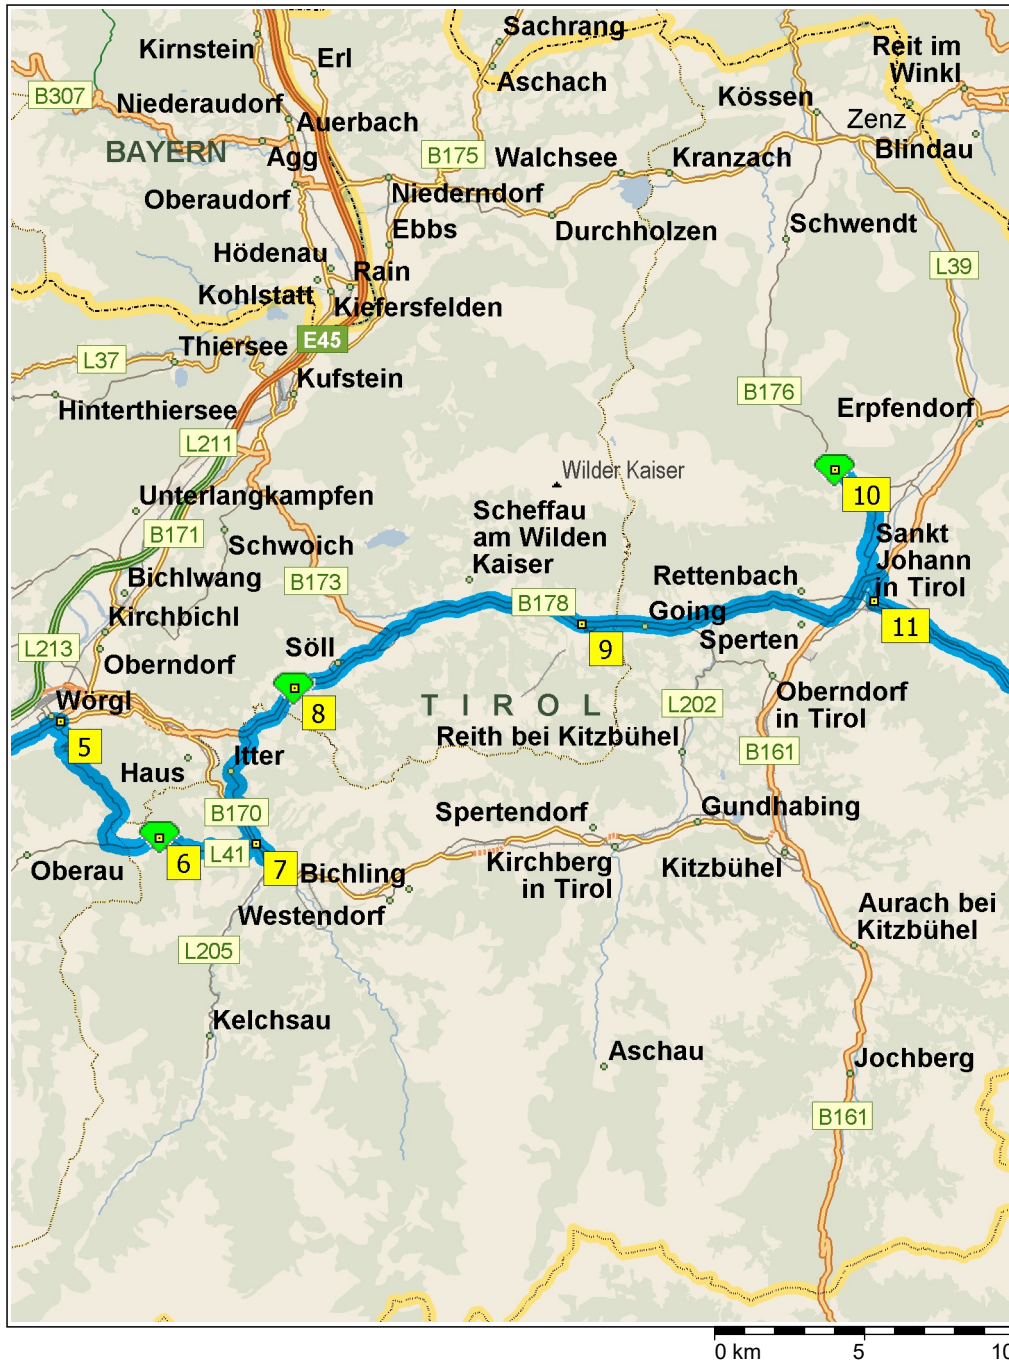 Sachrang
Kirnstein
Erl
Reit im
Winkl
Aschach
B307
Niederaudorf
Kössen
Auerbach
Zenz
BAYERN
Agg
B175
Walchsee
Kranzach
Blindau
Oberaudorf
Niederndorf
Ebbs
Durchholzen
Schwendt
Hödenau
Rain
L39
Kohlstatt
Kiefersfelden
E45
Thiersee
L37
Kufstein
B176
Hinterthiersee
Erpfendorf
L211
Wilder Kaiser
10
Unterlangkampfen
Scheffau
am Wilden
Kaiser
B171
Schwoich
Sankt
Johann
in Tirol
Bichlwang
B173
Rettenbach
B178
Kirchbichl
Going
11
L213
Söll
9
Sperten
Oberndorf
Wörgl
TIROL
L202
Oberndorf
in Tirol
8
5
Itter
Reith bei Kitzbühel
B161
Haus
B170
Spertendorf
Gundhabing
L41
Oberau
6
7
Bichling
Kirchberg
in Tirol
Kitzbühel
Westendorf
Aurach bei
Kitzbühel
L205
Kelchsau
Aschau
Jochberg
B161
0 km
5
10